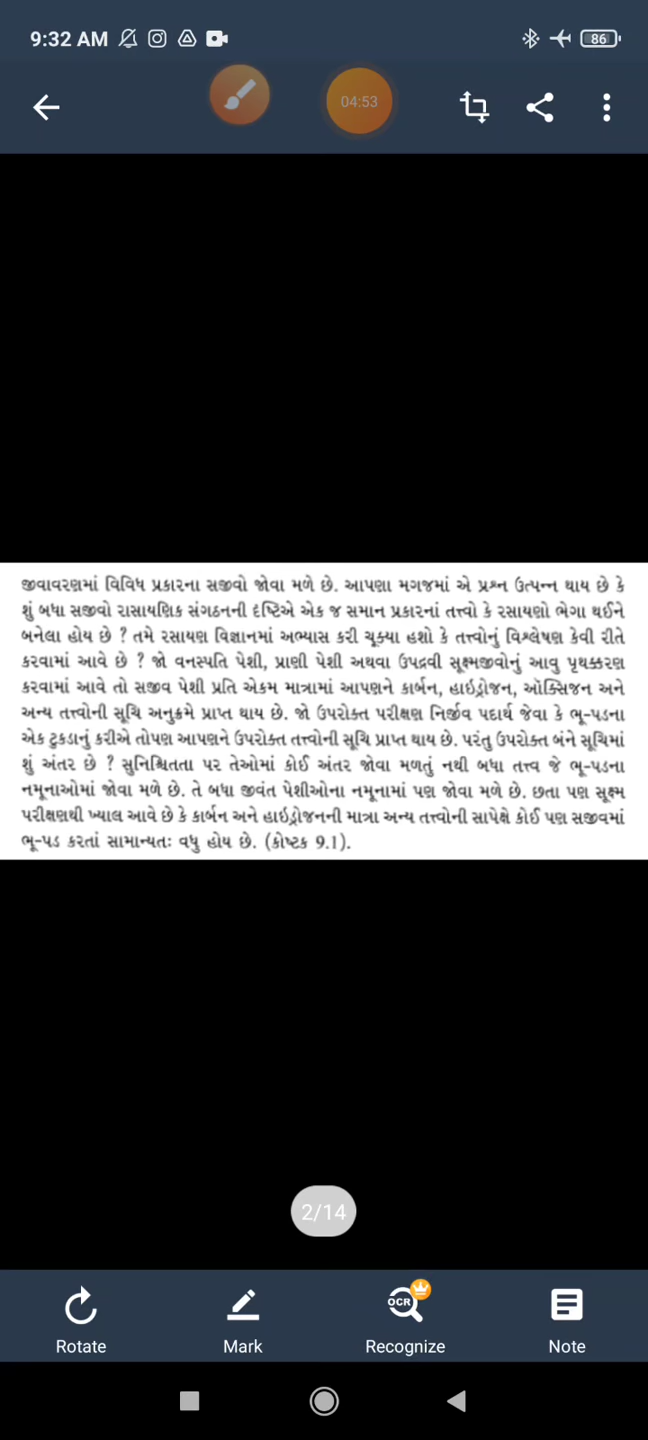 9:32 AM
86
04:53
જીવાવરણમાં વિવિધ પ્રકારના સજીવો જોવા મળે છે. આપણા મગજમાં એ પ્રશ્ન ઉત્પન્ન થાય છે કે
શું બધા સજીવો રાસાયણિક સંગઠનની દૃષ્ટિએ એક જ સમાન પ્રકારનાં તત્ત્વો કે રસાયણો ભેગા થઈને
બનેલા હોય છે ? તમે રસાયણ વિજ્ઞાનમાં અભ્યાસ કરી ચૂક્યા હશો કે તત્ત્વોનું વિશ્લેષણ કેવી રીતે
કરવામાં આવે છે ? જો વનસ્પતિ પેશી, પ્રાણી પેશી અથવા ઉપદ્રવી સૂક્ષ્મજીવોનું આવુ પૃથક્કરણ
કરવામાં આવે તો સજીવ પેશી પ્રતિ એકમ માત્રામાં આપણને કાર્બન, હાઇડ્રોજન, ઑક્સિજન અને
અન્ય તત્ત્વોની સૂચિ અનુક્રમે પ્રાપ્ત થાય છે. જો ઉપરોક્ત પરીક્ષણ નિર્જીવ પદાર્થ જેવા કે ભૂ-પડના
એક ટુકડાનું કરીએ તોપણ આપણને ઉપરોક્ત તત્ત્વોની સૂચિ પ્રાપ્ત થાય છે. પરંતુ ઉપરોક્ત બંને સૂચિમાં
શું અંતર છે ? સુનિશ્ચિતતા પર તેઓમાં કોઈ અંતર જોવા મળતું નથી બધા તત્ત્વ જે ભૂ-પડના
નમૂનાઓમાં જોવા મળે છે. તે બધા જીવંત પેશીઓના નમૂનામાં પણ જોવા મળે છે. છતા પણ સૂક્ષ્મ
પરીક્ષણથી ખ્યાલ આવે છે કે કાર્બન અને હાઇડ્રોજનની માત્રા અન્ય તત્ત્વોની સાપેક્ષે કોઈ પણ સજીવમાં
ભૂ-પડ કરતાં સામાન્યતઃ વધુ હોય છે. (કોષ્ટક 9.1).
2/14
OCR
Rotate Mark Recognize Note